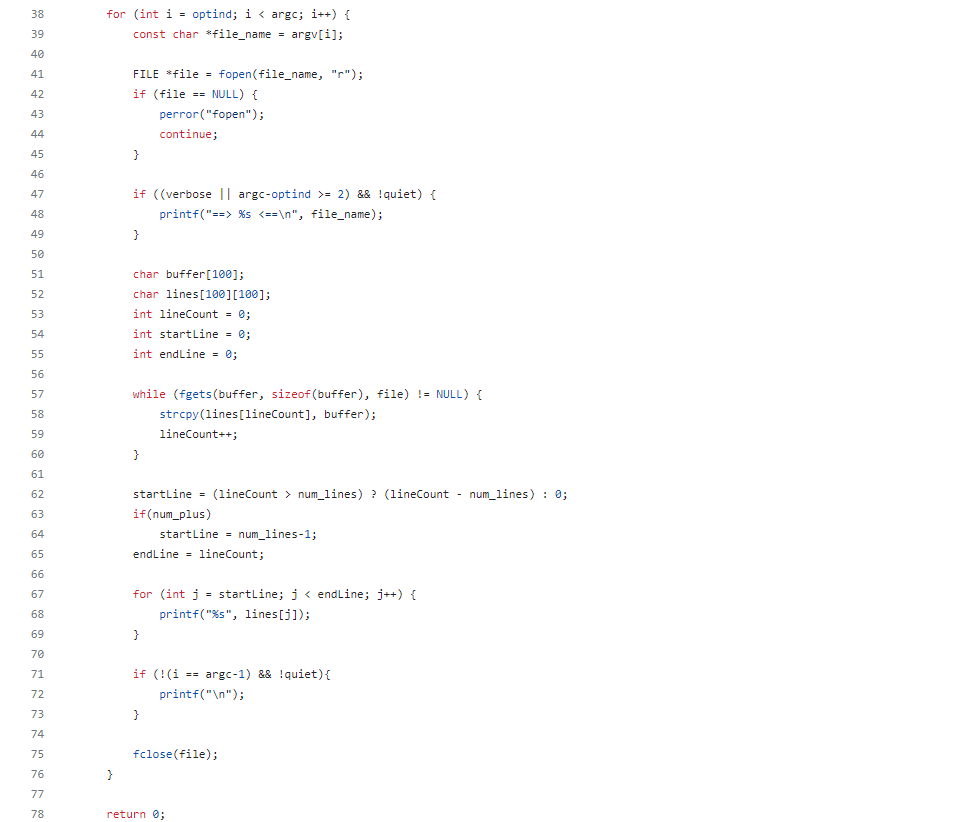 38 for (int i = optind; i < argc; i++) {
39 const char *file_name = argv[i];
40
41 FILE *file = fopen(file_name, "r");
42 if (file == NULL) {
43 perror("fopen");
44 continue;
45 }
46
47 if ((verbose || argc-optind >= 2) && !quiet) {
48 printf("==> %s <==\n", file_name);
49 }
50
51 char buffer[100];
52 char lines[100][100];
53 int lineCount = 0;
54 int startLine = 0;
55 int endLine = 0;
56
57 while (fgets(buffer, sizeof(buffer), file) != NULL) {
58 strcpy(lines[lineCount], buffer);
59 lineCount++;
60 }
61
62 startLine = (lineCount > num_lines) ? (lineCount - num_lines) : 0;
63 if(num_plus)
64 startLine = num_lines-1;
65 endLine = lineCount;
66
67 for (int j = startLine; j < endLine; j++) {
68 printf("%s", lines[j]);
69 }
70
71 if (!(i == argc-1) && !quiet){
72 printf("\n");
73 }
74
75 fclose(file);
76 }
77
78 return 0;